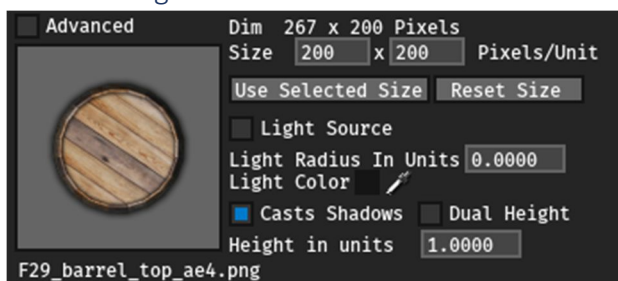 Advanced
Dim 267 x 200 Pixels
Size 200 x 200 Pixels/Unit
Use Selected Size Reset Size
Light Source
Light Radius In Units 0.0000
Light Color
Casts Shadows Dual Height
Height in units 1.0000
F29_barrel_top_ae4.png